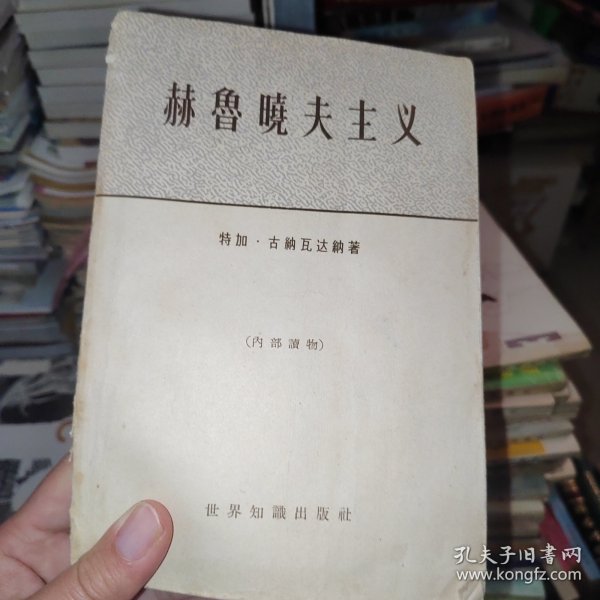 赫魯曉夫主义
特加·古納瓦达納著
(內部讀物)
世界知識出版社
孔夫子旧书网
www.kongfz.com